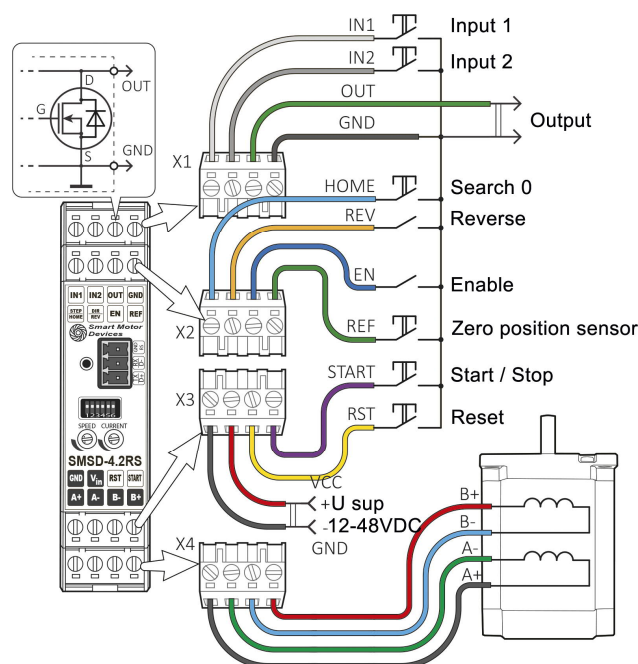 IN1 Input 1
IN2 Input 2
OUT
GND Output
D
OUT
G
S
GND
X1
HOME Search 0
REV Reverse
EN Enable
REF Zero position sensor
X2
START Start / Stop
RST Reset
X3
VCC
+U sup
-12-48VDC
GND
X4
B+
B-
A-
A+
IN1 IN2 OUT GND
STEP HOME DIR REV EN REF
Smart Motor
Devices
SPEED CURRENT
SMSD-4.2RS
GND Vin RST START
A+ A- B- B+